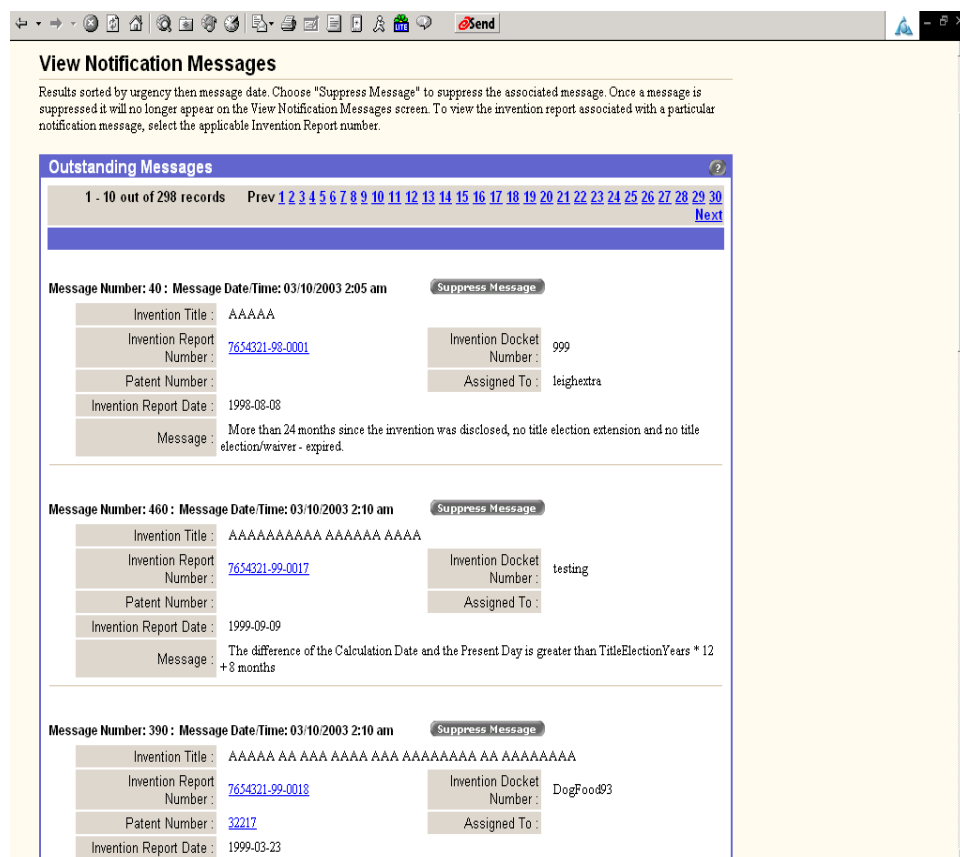 Send
View Notification Messages
Results sorted by urgency then message date. Choose "Suppress Message" to suppress the associated message. Once a message is
suppressed it will no longer appear on the View Notification Messages screen. To view the invention report associated with a particular
notification message, select the applicable Invention Report number.
Outstanding Messages ?
1 - 10 out of 298 records Prev 1 2 3 4 5 6 7 8 9 10 11 12 13 14 15 16 17 18 19 20 21 22 23 24 25 26 27 28 29 30
Next
Message Number: 40 : Message Date/Time: 03/10/2003 2:05 am Suppress Message
Invention Title : AAAAA
Invention Report
Number : 7654321-98-0001 Invention Docket
Number : 999
Patent Number : Assigned To : leighextra
Invention Report Date : 1998-08-08
Message : More than 24 months since the invention was disclosed, no title election extension and no title
election/waiver - expired.
Message Number: 460 : Message Date/Time: 03/10/2003 2:10 am Suppress Message
Invention Title : AAAAAAAAAA AAAAAA AAAA
Invention Report
Number : 7654321-99-0017 Invention Docket
Number : testing
Patent Number : Assigned To :
Invention Report Date : 1999-09-09
Message : The difference of the Calculation Date and the Present Day is greater than TitleElectionYears * 12
+ 8 months
Message Number: 390 : Message Date/Time: 03/10/2003 2:10 am Suppress Message
Invention Title : AAAAA AA AAA AAAA AAA AAAAAAAA AA AAAAAAAA
Invention Report
Number : 7654321-99-0018 Invention Docket
Number : DogFood93
Patent Number : 32217 Assigned To :
Invention Report Date : 1999-03-23